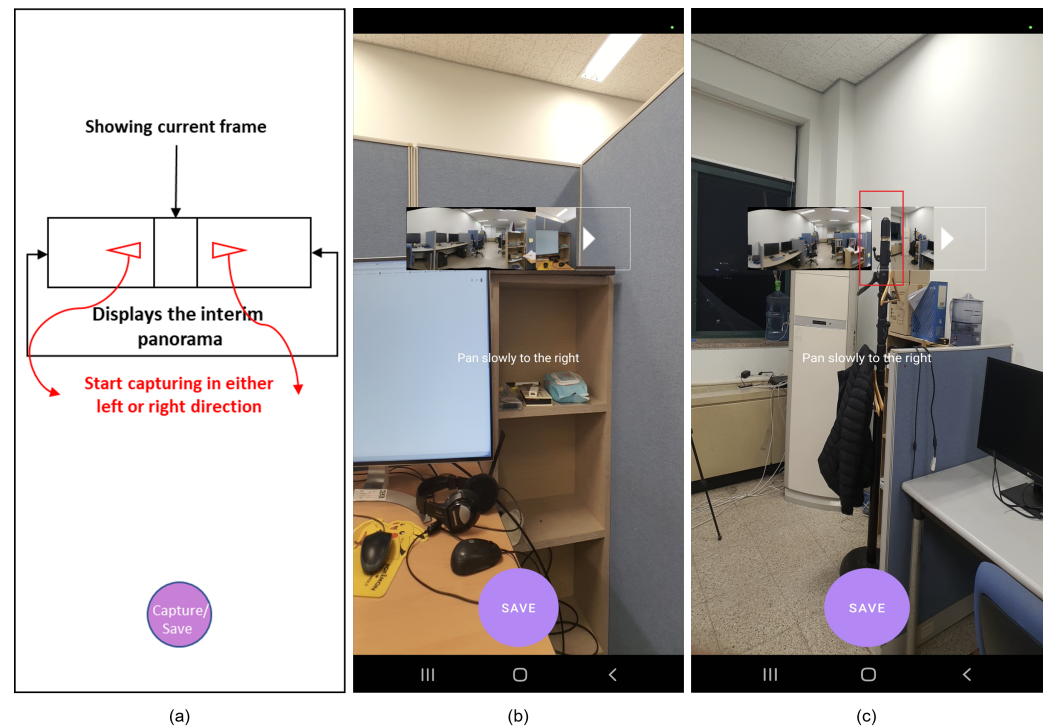 Showing current frame
Displays the interim
panorama
Start capturing in either
left or right direction
Capture/
Save
(a)
Pan slowly to the right
SAVE
(b)
Pan slowly to the right
SAVE
(c)